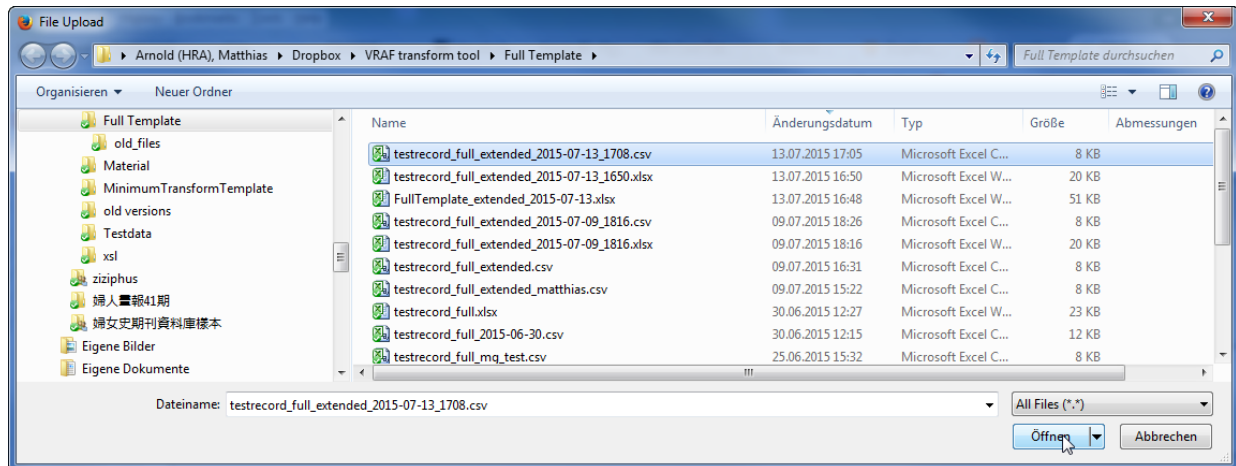 File Upload
Arnold (HRA), Matthias Dropbox VRAF transform tool Full Template
Full Template durchsuchen
Organisieren Neuer Ordner
Full Template
old_files
Material
MinimumTransformTemplate
old versions
Testdata
xsl
ziziphus
婦人畫報41期
婦女史期刊資料庫樣本
Eigene Bilder
Eigene Dokumente
Name Änderungsdatum Typ Größe Abmessungen
testrecord_full_extended_2015-07-13_1708.csv 13.07.2015 17:05 Microsoft Excel C... 8 KB
testrecord_full_extended_2015-07-13_1650.xlsx 13.07.2015 16:50 Microsoft Excel W... 20 KB
FullTemplate_extended_2015-07-13.xlsx 13.07.2015 16:48 Microsoft Excel W... 51 KB
testrecord_full_extended_2015-07-09_1816.csv 09.07.2015 18:26 Microsoft Excel C... 8 KB
testrecord_full_extended_2015-07-09_1816.xlsx 09.07.2015 18:16 Microsoft Excel W... 20 KB
testrecord_full_extended.csv 09.07.2015 16:31 Microsoft Excel C... 8 KB
testrecord_full_extended_matthias.csv 09.07.2015 15:22 Microsoft Excel C... 8 KB
testrecord_full.xlsx 30.06.2015 12:27 Microsoft Excel W... 23 KB
testrecord_full_2015-06-30.csv 30.06.2015 12:15 Microsoft Excel C... 12 KB
testrecord_full_mq_test.csv 25.06.2015 15:32 Microsoft Excel C... 8 KB
Dateiname: testrecord_full_extended_2015-07-13_1708.csv All Files (*.*)
Öffnen Abbrechen